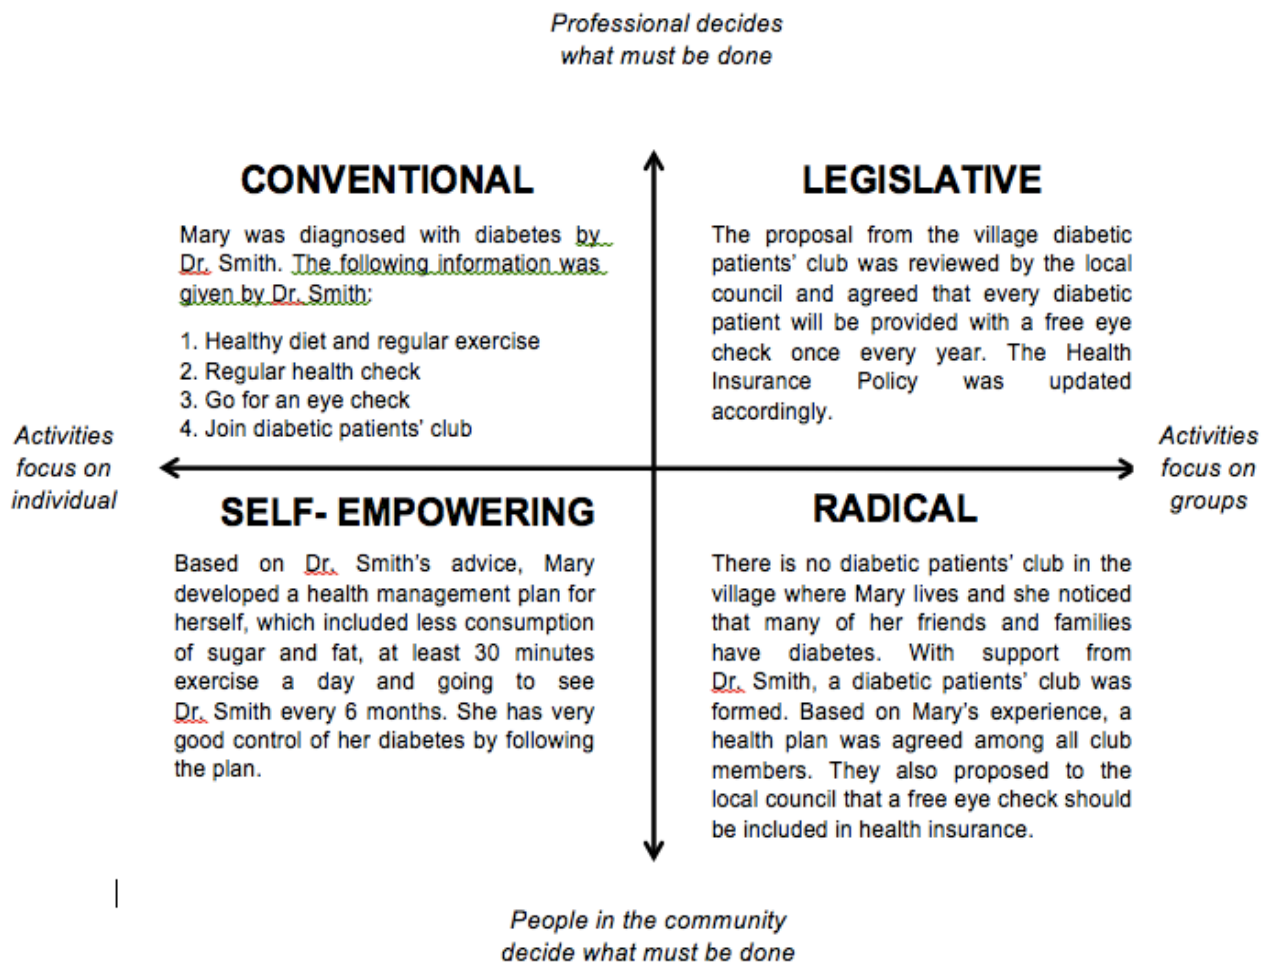 Professional decides
what must be done
CONVENTIONAL
Mary was diagnosed with diabetes by
Dr. Smith. The following information was
given by Dr. Smith:
1. Healthy diet and regular exercise
2. Regular health check
3. Go for an eye check
4. Join diabetic patients' club
LEGISLATIVE
The proposal from the village diabetic
patients' club was reviewed by the local
council and agreed that every diabetic
patient will be provided with a free eye
check once every year. The Health
Insurance Policy was updated
accordingly.
Activities
focus on
individual
Activities
focus on
groups
SELF- EMPOWERING
Based on Dr. Smith's advice, Mary
developed a health management plan for
herself, which included less consumption
of sugar and fat, at least 30 minutes
exercise a day and going to see
Dr. Smith every 6 months. She has very
good control of her diabetes by following
the plan.
RADICAL
There is no diabetic patients' club in the
village where Mary lives and she noticed
that many of her friends and families
have diabetes. With support from
Dr. Smith, a diabetic patients' club was
formed. Based on Mary's experience, a
health plan was agreed among all club
members. They also proposed to the
local council that a free eye check should
be included in health insurance.
People in the community
decide what must be done